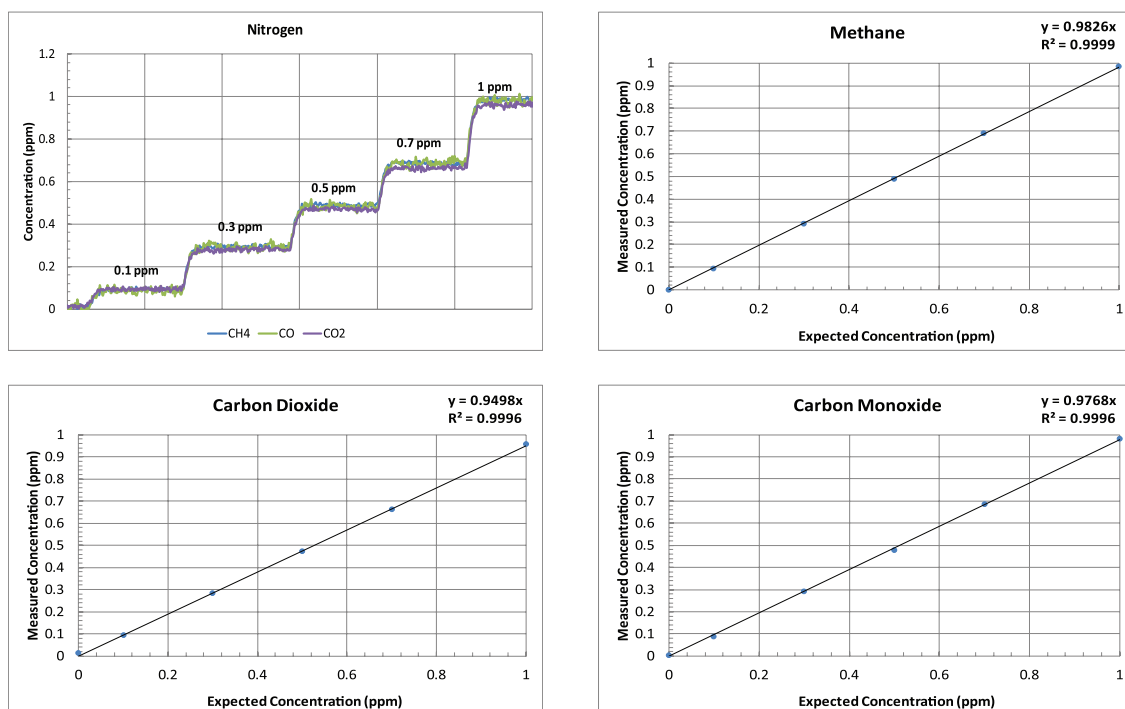 Nitrogen
1.2
1
0.8
0.6
0.4
0.2
0
Concentration (ppm)
0.1 ppm
0.3 ppm
0.5 ppm
0.7 ppm
1 ppm
CH4 CO CO2
Methane
y = 0.9826x
R² = 0.9999
1
0.9
0.8
0.7
0.6
0.5
0.4
0.3
0.2
0.1
0
Measured Concentration (ppm)
0 0.2 0.4 0.6 0.8 1
Expected Concentration (ppm)
Carbon Dioxide
y = 0.9498x
R² = 0.9996
1
0.9
0.8
0.7
0.6
0.5
0.4
0.3
0.2
0.1
0
Measured Concentration (ppm)
0 0.2 0.4 0.6 0.8 1
Expected Concentration (ppm)
Carbon Monoxide
y = 0.9768x
R² = 0.9996
1
0.9
0.8
0.7
0.6
0.5
0.4
0.3
0.2
0.1
0
Measured Concentration (ppm)
0 0.2 0.4 0.6 0.8 1
Expected Concentration (ppm)